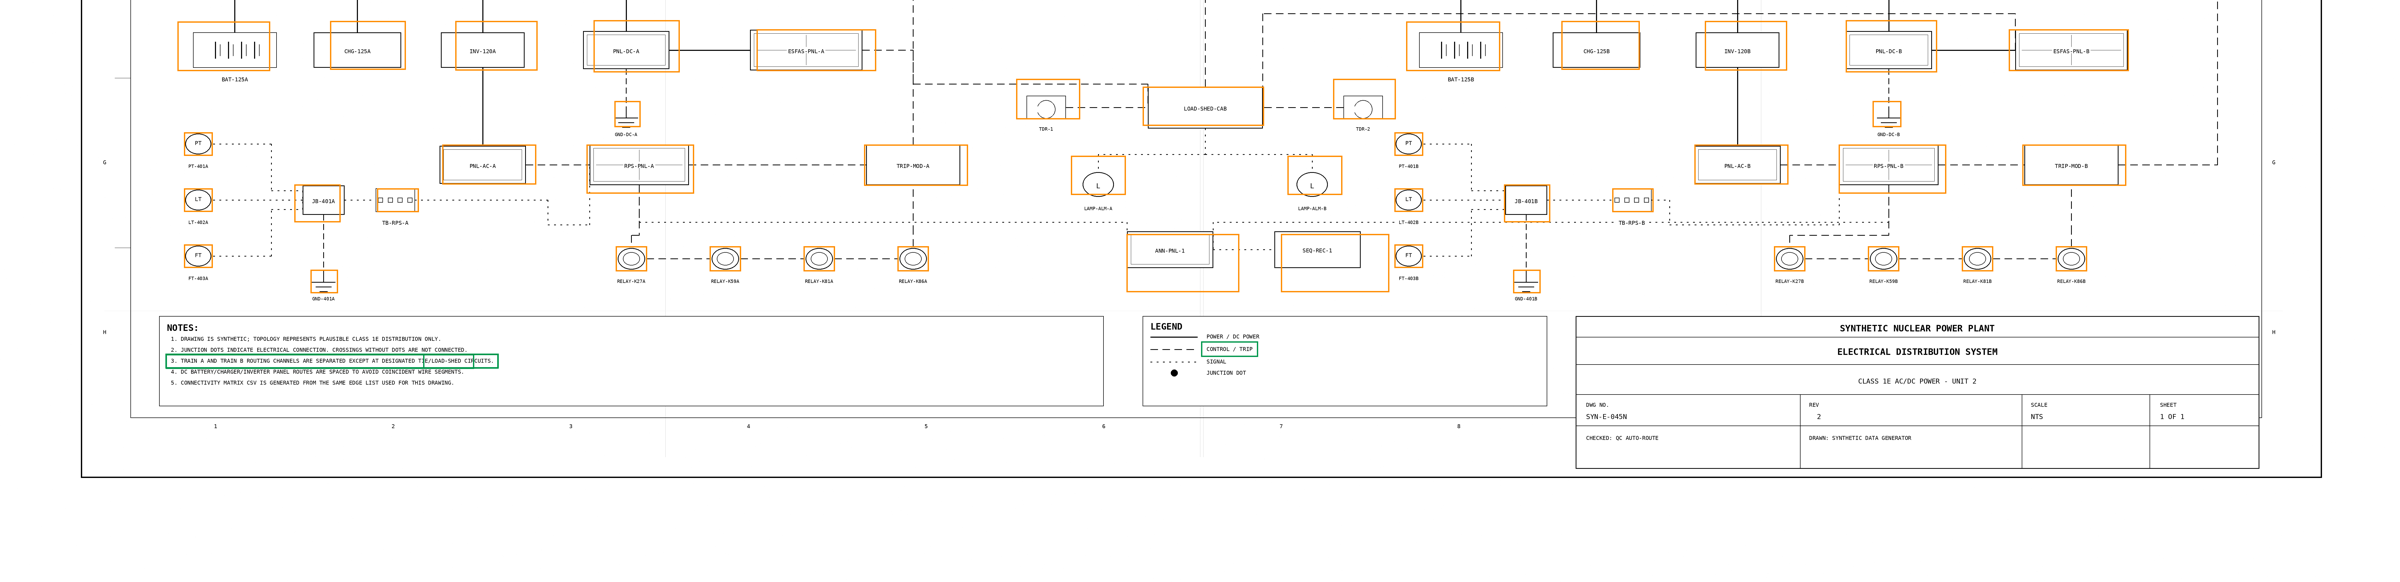 CHG-125A
INV-120A
PNL-DC-A
ESFAS-PNL-A
CHG-125B
INV-120B
PNL-DC-B
ESFAS-PNL-B
BAT-125A
BAT-125B
LOAD-SHED-CAB
TDR-1
TDR-2
GND-DC-A
GND-DC-B
PT
PT-401A
PNL-AC-A
RPS-PNL-A
TRIP-MOD-A
PT
PT-401B
PNL-AC-B
RPS-PNL-B
TRIP-MOD-B
G
G
L
LAMP-ALM-A
L
LAMP-ALM-B
LT
LT-402A
JB-401A
TB-RPS-A
LT
LT-402B
JB-401B
TB-RPS-B
ANN-PNL-1
SEQ-REC-1
FT
FT-403A
GND-401A
RELAY-K27A
RELAY-K59A
RELAY-K81A
RELAY-K86A
FT
FT-403B
GND-401B
RELAY-K27B
RELAY-K59B
RELAY-K81B
RELAY-K86B
H
H
NOTES:
1. DRAWING IS SYNTHETIC; TOPOLOGY REPRESENTS PLAUSIBLE CLASS 1E DISTRIBUTION ONLY.
2. JUNCTION DOTS INDICATE ELECTRICAL CONNECTION. CROSSINGS WITHOUT DOTS ARE NOT CONNECTED.
3. TRAIN A AND TRAIN B ROUTING CHANNELS ARE SEPARATED EXCEPT AT DESIGNATED TIE/LOAD-SHED CIRCUITS.
4. DC BATTERY/CHARGER/INVERTER PANEL ROUTES ARE SPACED TO AVOID COINCIDENT WIRE SEGMENTS.
5. CONNECTIVITY MATRIX CSV IS GENERATED FROM THE SAME EDGE LIST USED FOR THIS DRAWING.
LEGEND
POWER / DC POWER
CONTROL / TRIP
SIGNAL
JUNCTION DOT
SYNTHETIC NUCLEAR POWER PLANT
ELECTRICAL DISTRIBUTION SYSTEM
CLASS 1E AC/DC POWER - UNIT 2
DWG NO.
SYN-E-045N
REV
2
SCALE
NTS
SHEET
1 OF 1
CHECKED: QC AUTO-ROUTE
DRAWN: SYNTHETIC DATA GENERATOR
1
2
3
4
5
6
7
8